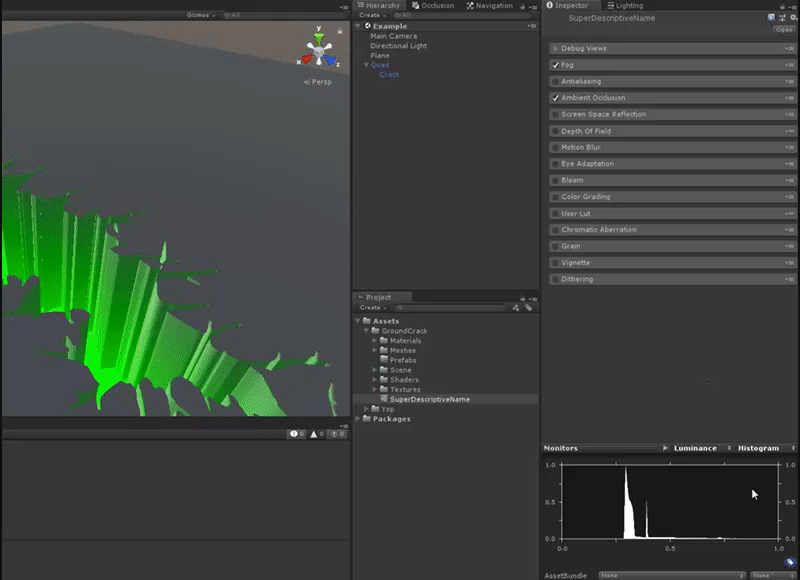 Gizmos
All
y
x
z
Persp
0
0
0
Hierarchy
Occlusion
Navigation
Create
All
Example
Main Camera
Directional Light
Plane
Quad
Crack
Project
Create
Assets
GroundCrack
Materials
Meshes
Prefabs
Scene
Shaders
Textures
SuperDescriptiveName
Yop
Packages
Inspector
Lighting
SuperDescriptiveName
Open
Debug Views
Fog
Antialiasing
Ambient Occlusion
Screen Space Reflection
Depth Of Field
Motion Blur
Eye Adaptation
Bloom
Color Grading
User Lut
Chromatic Aberration
Grain
Vignette
Dithering
Monitors
Luminance
Histogram
1.0
1.0
0.5
0.5
0.0
0.0
0.0
0.5
1.0
AssetBundle
None
None